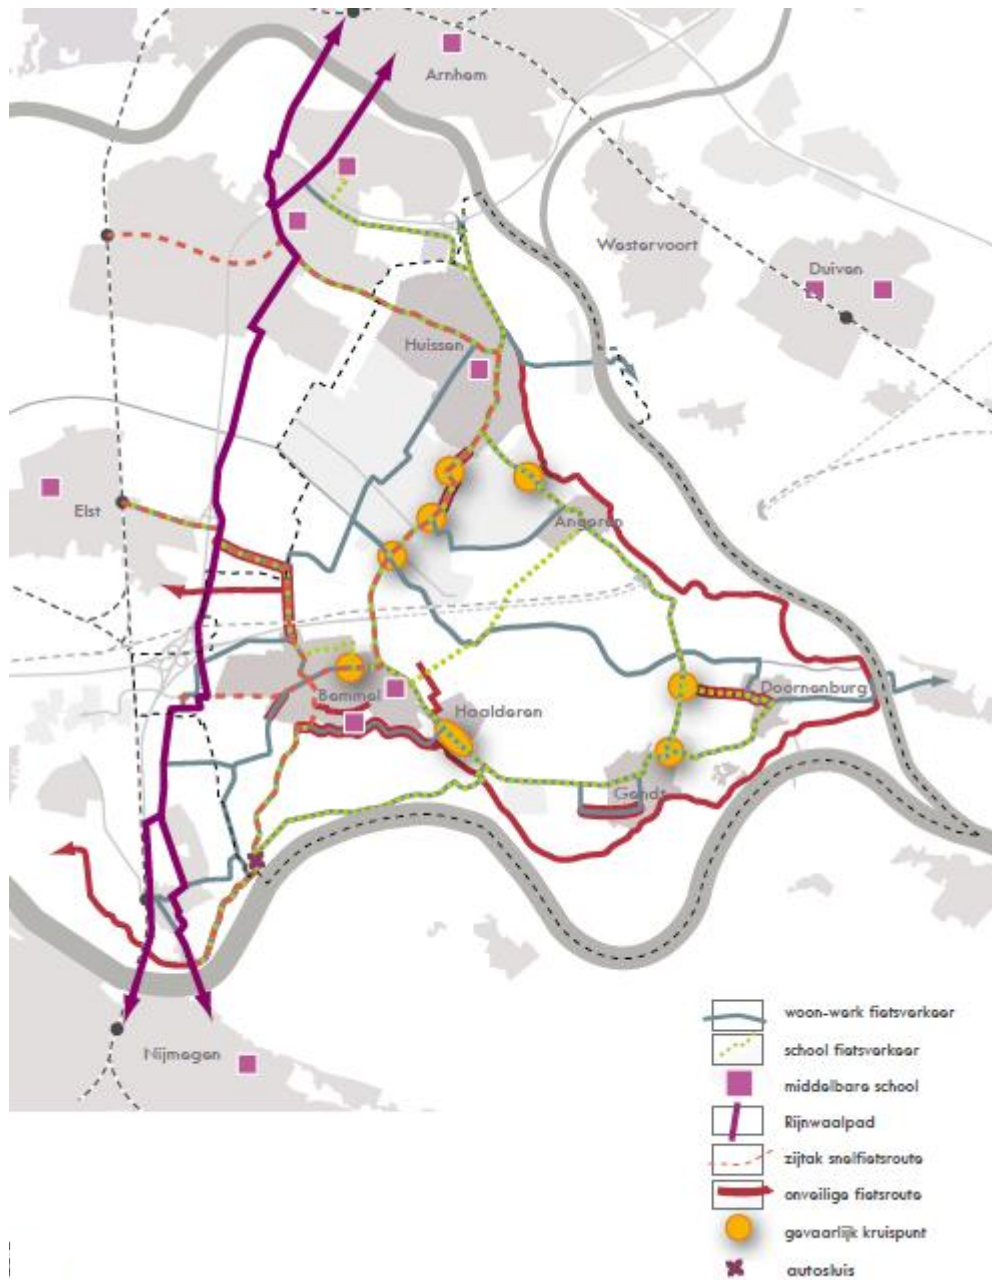 Arnhem
Westervoort
Duiven
Huissen
Elst
Angeren
Bemmel
Doornenburg
Haalderen
Gendt
Nijmegen
woon-werk fietsverkeer
school fietsverkeer
middelbare school
Rijnwaalpad
zijtak snelfietsroute
onveilige fietsroute
gevaarlijk kruispunt
autosluis